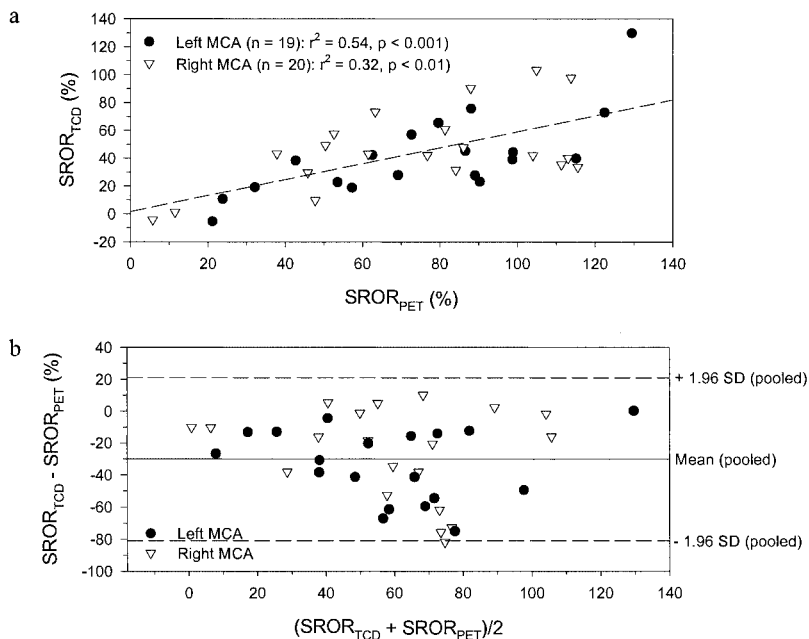 a
140
120
100
80
60
40
20
0
-20
SROR_TCD (%)
Left MCA (n = 19): r² = 0.54, p < 0.001)
Right MCA (n = 20): r² = 0.32, p < 0.01)
0 20 40 60 80 100 120 140
SROR_PET (%)
b
40
20
0
-20
-40
-60
-80
-100
SROR_TCD - SROR_PET (%)
+ 1.96 SD (pooled)
Mean (pooled)
- 1.96 SD (pooled)
Left MCA
Right MCA
0 20 40 60 80 100 120 140
(SROR_TCD + SROR_PET)/2